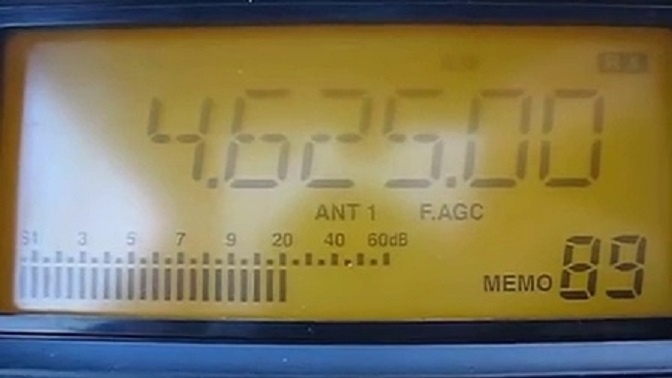 4.625.00
ANT 1 F.AGC
S1 3 5 7 9 20 40 60dB
MEMO 89